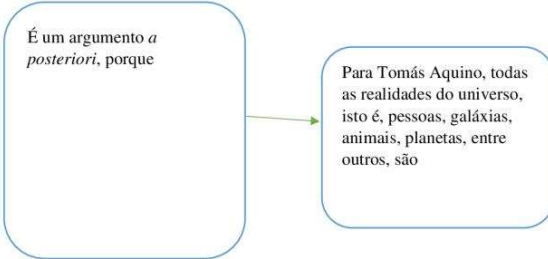 É um argumento a
posteriori, porque
Para Tomás Aquino, todas
as realidades do universo,
isto é, pessoas, galáxias,
animais, planetas, entre
outros, são